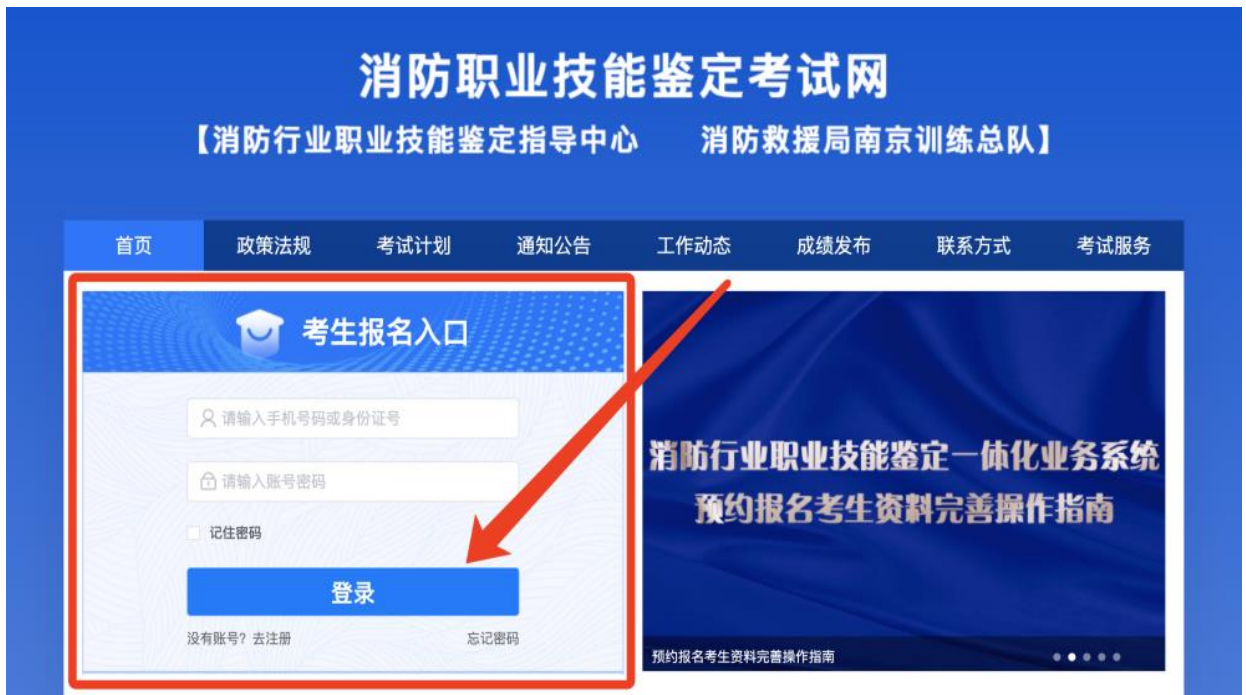 消防职业技能鉴定考试网
【消防行业职业技能鉴定指导中心 消防救援局南京训练总队】
首页 政策法规 考试计划 通知公告 工作动态 成绩发布 联系方式 考试服务
考生报名入口
请输入手机号码或身份证号
请输入账号密码
记住密码
登录
没有账号？去注册 忘记密码
消防行业职业技能鉴定一体化业务系统
预约报名考生资料完善操作指南
预约报名考生资料完善操作指南